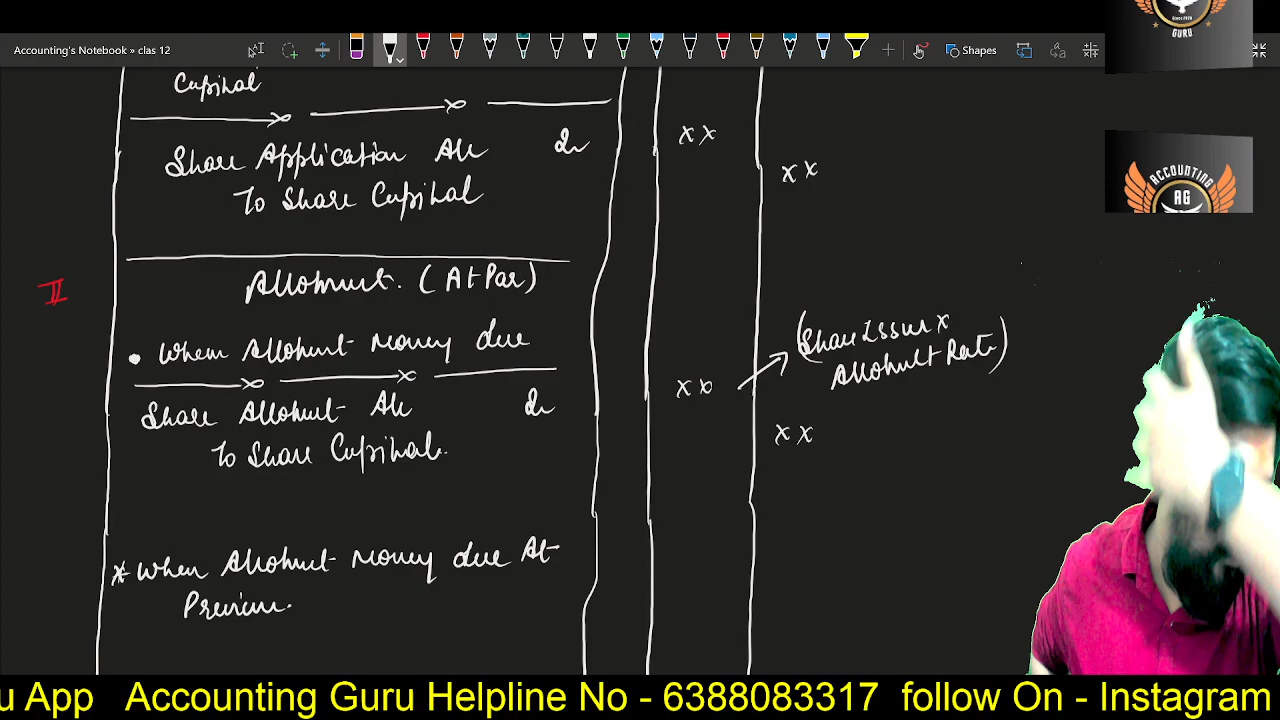 Accounting's Notebook » clas 12
Shapes
GURU
Capital
Share Application A/c Dr
To Share Capital
xx
xx
ACCOUNTING
AG
II
Allotment. (At Par)
• When Allotment money due
Share Allotment A/c Dr
To Share Capital.
xx
(Share Issue x
Allotment Rate)
xx
* When Allotment money due At
Premium.
u App Accounting Guru Helpline No - 6388083317 follow On - Instagram